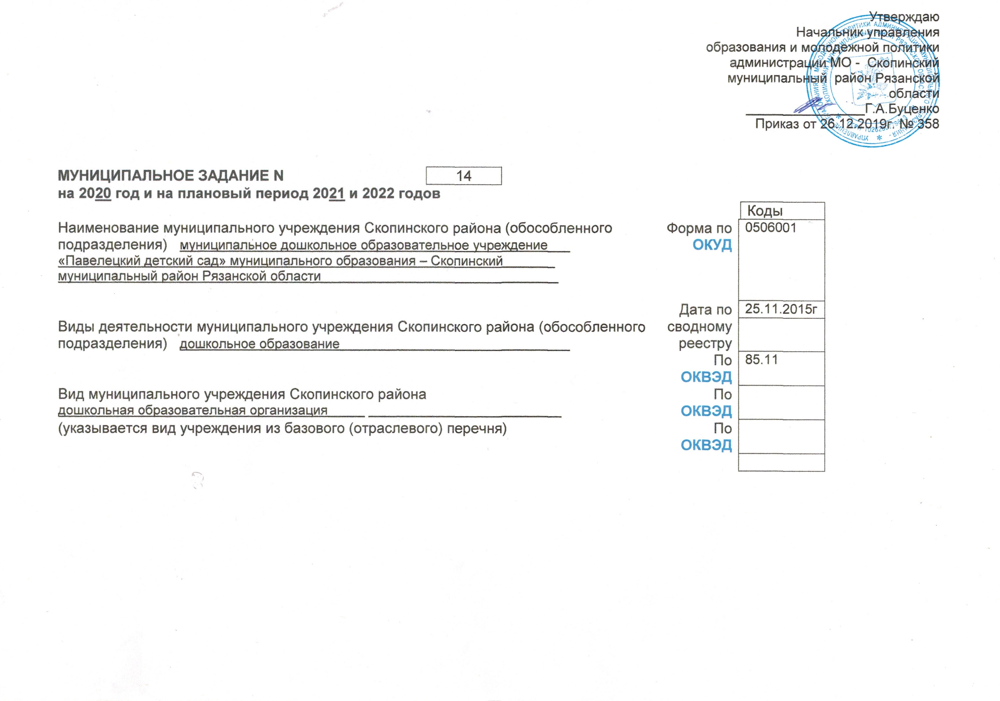 Утверждаю
Начальник управления
образования и молодежной политики
администрации МО - Скопинский
муниципальный район Рязанской
области
Г.А.Буценко
Приказ от 26.12.2019г. № 358
МУНИЦИПАЛЬНОЕ ЗАДАНИЕ N 14
на 2020 год и на плановый период 2021 и 2022 годов
Коды
Наименование муниципального учреждения Скопинского района (обособленного Форма по 0506001
подразделения) муниципальное дошкольное образовательное учреждение ОКУД
«Павелецкий детский сад» муниципального образования – Скопинский
муниципальный район Рязанской области
Дата по 25.11.2015г
Виды деятельности муниципального учреждения Скопинского района (обособленного сводному
подразделения) дошкольное образование реестру
По 85.11
ОКВЭД
Вид муниципального учреждения Скопинского района По
дошкольная образовательная организация ОКВЭД
(указывается вид учреждения из базового (отраслевого) перечня) По
ОКВЭД